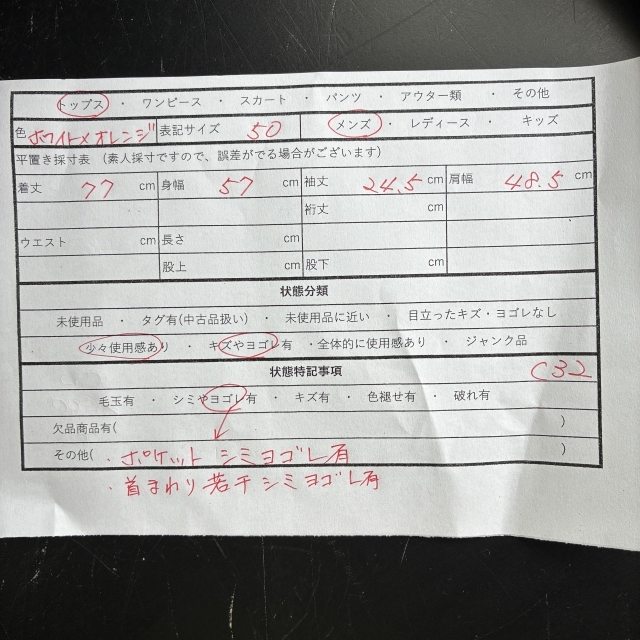 トップス ・ ワンピース ・ スカート ・ パンツ ・ アウター類 ・ その他
色 ホワイト×オレンジ 表記サイズ 50 メンズ ・ レディース ・ キッズ
平置き採寸表 (素人採寸ですので、誤差がでる場合がございます)
着丈 77 cm 身幅 57 cm 袖丈 24.5 cm 肩幅 48.5 cm
裄丈 cm
ウエスト cm 長さ cm
股上 cm 股下 cm
状態分類
未使用品 ・ タグ有(中古品扱い) ・ 未使用品に近い ・ 目立ったキズ・ヨゴレなし
少々使用感あり ・ キズやヨゴレ有 ・全体的に使用感あり ・ ジャンク品
状態特記事項 C32
毛玉有 ・ シミやヨゴレ有 ・ キズ有 ・ 色褪せ有 ・ 破れ有
欠品商品有( )
その他( ・ポケット シミヨゴレ有 )
・首まわり 若干シミヨゴレ有